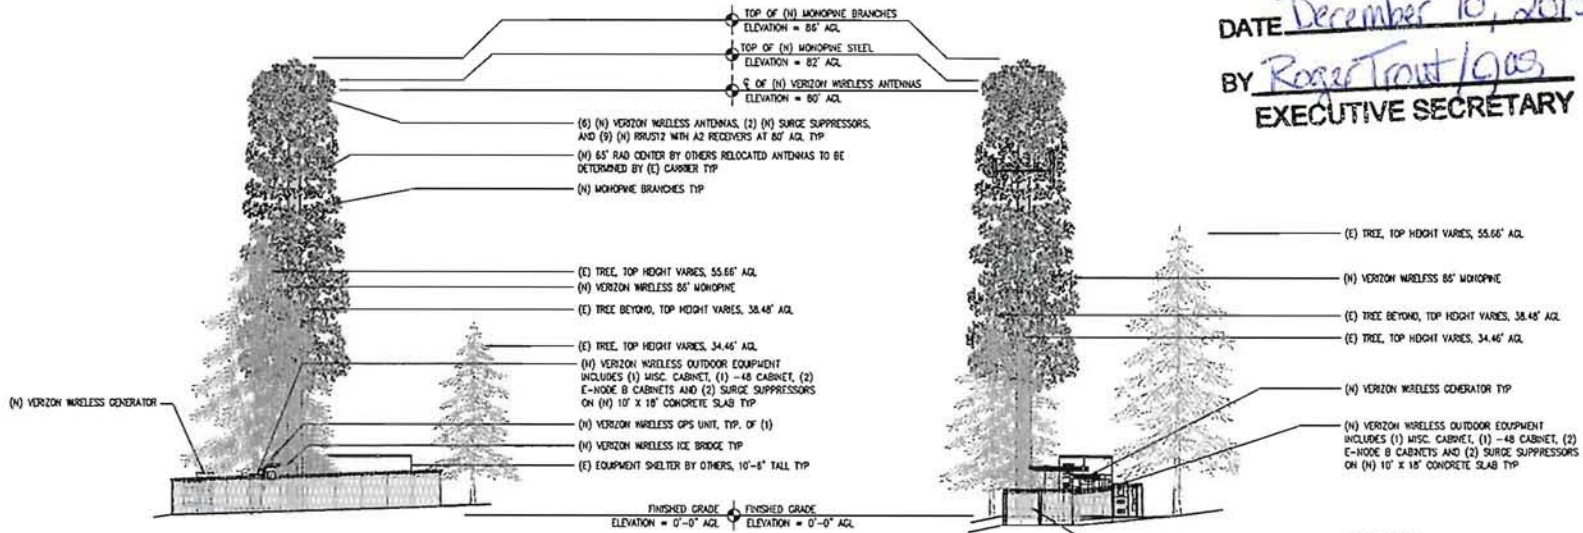 TOP OF (N) MONOPINE BRANCHES
ELEVATION = 86' AGL
TOP OF (N) MONOPINE STEEL
ELEVATION = 82' AGL
℄ OF (N) VERIZON WIRELESS ANTENNAS
ELEVATION = 80' AGL
DATE December 10,
BY Roger Trout/
EXECUTIVE SECRETARY
(6) (N) VERIZON WIRELESS ANTENNAS, (2) (N) SURGE SUPPRESSORS,
AND (9) (N) RRUS12 WITH A2 RECEIVERS AT 80' AGL TYP
(N) 65' RAD CENTER BY OTHERS RELOCATED ANTENNAS TO BE
DETERMINED BY (E) CARRIER TYP
(N) MONOPINE BRANCHES TYP
(E) TREE, TOP HEIGHT VARIES, 55.66' AGL
(N) VERIZON WIRELESS 86' MONOPINE
(E) TREE BEYOND, TOP HEIGHT VARIES, 38.48' AGL
(E) TREE, TOP HEIGHT VARIES, 34.46' AGL
(N) VERIZON WIRELESS OUTDOOR EQUIPMENT
INCLUDES (1) MISC. CABINET, (1) -48 CABINET, (2)
E-NODE B CABINETS AND (2) SURGE SUPPRESSORS
ON (N) 10' X 18' CONCRETE SLAB TYP
(N) VERIZON WIRELESS GENERATOR
(N) VERIZON WIRELESS GPS UNIT, TYP. OF (1)
(N) VERIZON WIRELESS ICE BRIDGE TYP
(E) EQUIPMENT SHELTER BY OTHERS, 10'-6" TALL TYP
FINISHED GRADE
ELEVATION = 0'-0" AGL
FINISHED GRADE
ELEVATION = 0'-0" AGL
(E) TREE, TOP HEIGHT VARIES, 55.66' AGL
(N) VERIZON WIRELESS 86' MONOPINE
(E) TREE BEYOND, TOP HEIGHT VARIES, 38.48' AGL
(E) TREE, TOP HEIGHT VARIES, 34.46' AGL
(N) VERIZON WIRELESS GENERATOR TYP
(N) VERIZON WIRELESS OUTDOOR EQUIPMENT
INCLUDES (1) MISC. CABINET, (1) -48 CABINET, (2)
E-NODE B CABINETS AND (2) SURGE SUPPRESSORS
ON (N) 10' X 18' CONCRETE SLAB TYP